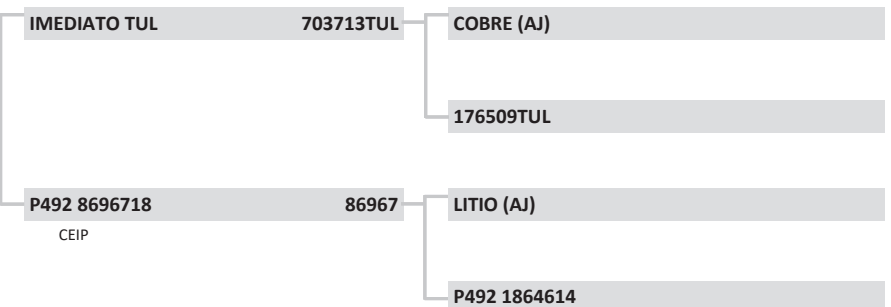 IMEDIATO TUL 703713TUL COBRE (AJ)
176509TUL
P492 8696718 86967 LITIO (AJ)
CEIP
P492 1864614